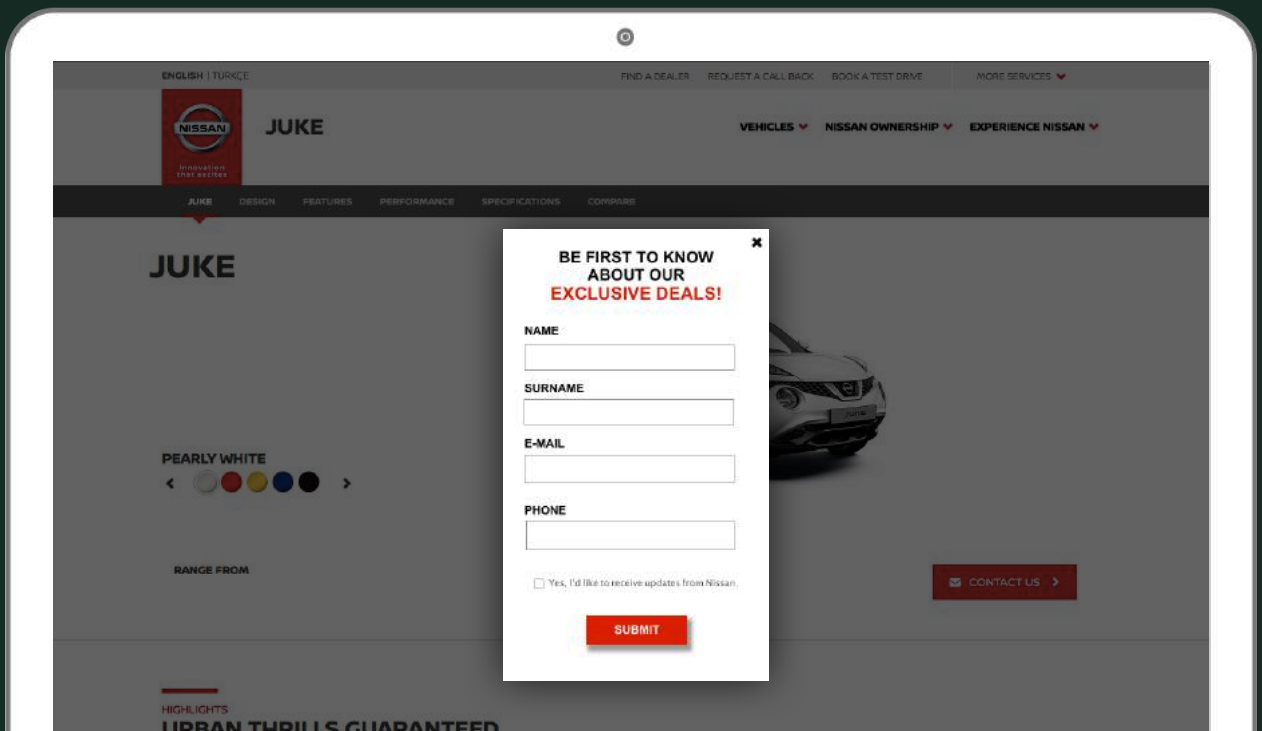 ENGLISH | TÜRKÇE
FIND A DEALER REQUEST A CALL BACK BOOK A TEST DRIVE MORE SERVICES
NISSAN
Innovation
that excites
JUKE
VEHICLES NISSAN OWNERSHIP EXPERIENCE NISSAN
JUKE DESIGN FEATURES PERFORMANCE SPECIFICATIONS COMPARE
JUKE
BE FIRST TO KNOW
ABOUT OUR
EXCLUSIVE DEALS!
NAME
SURNAME
E-MAIL
PHONE
Yes, I'd like to receive updates from Nissan.
SUBMIT
PEARLY WHITE
RANGE FROM
CONTACT US
HIGHLIGHTS
URBAN THRILLS GUARANTEED